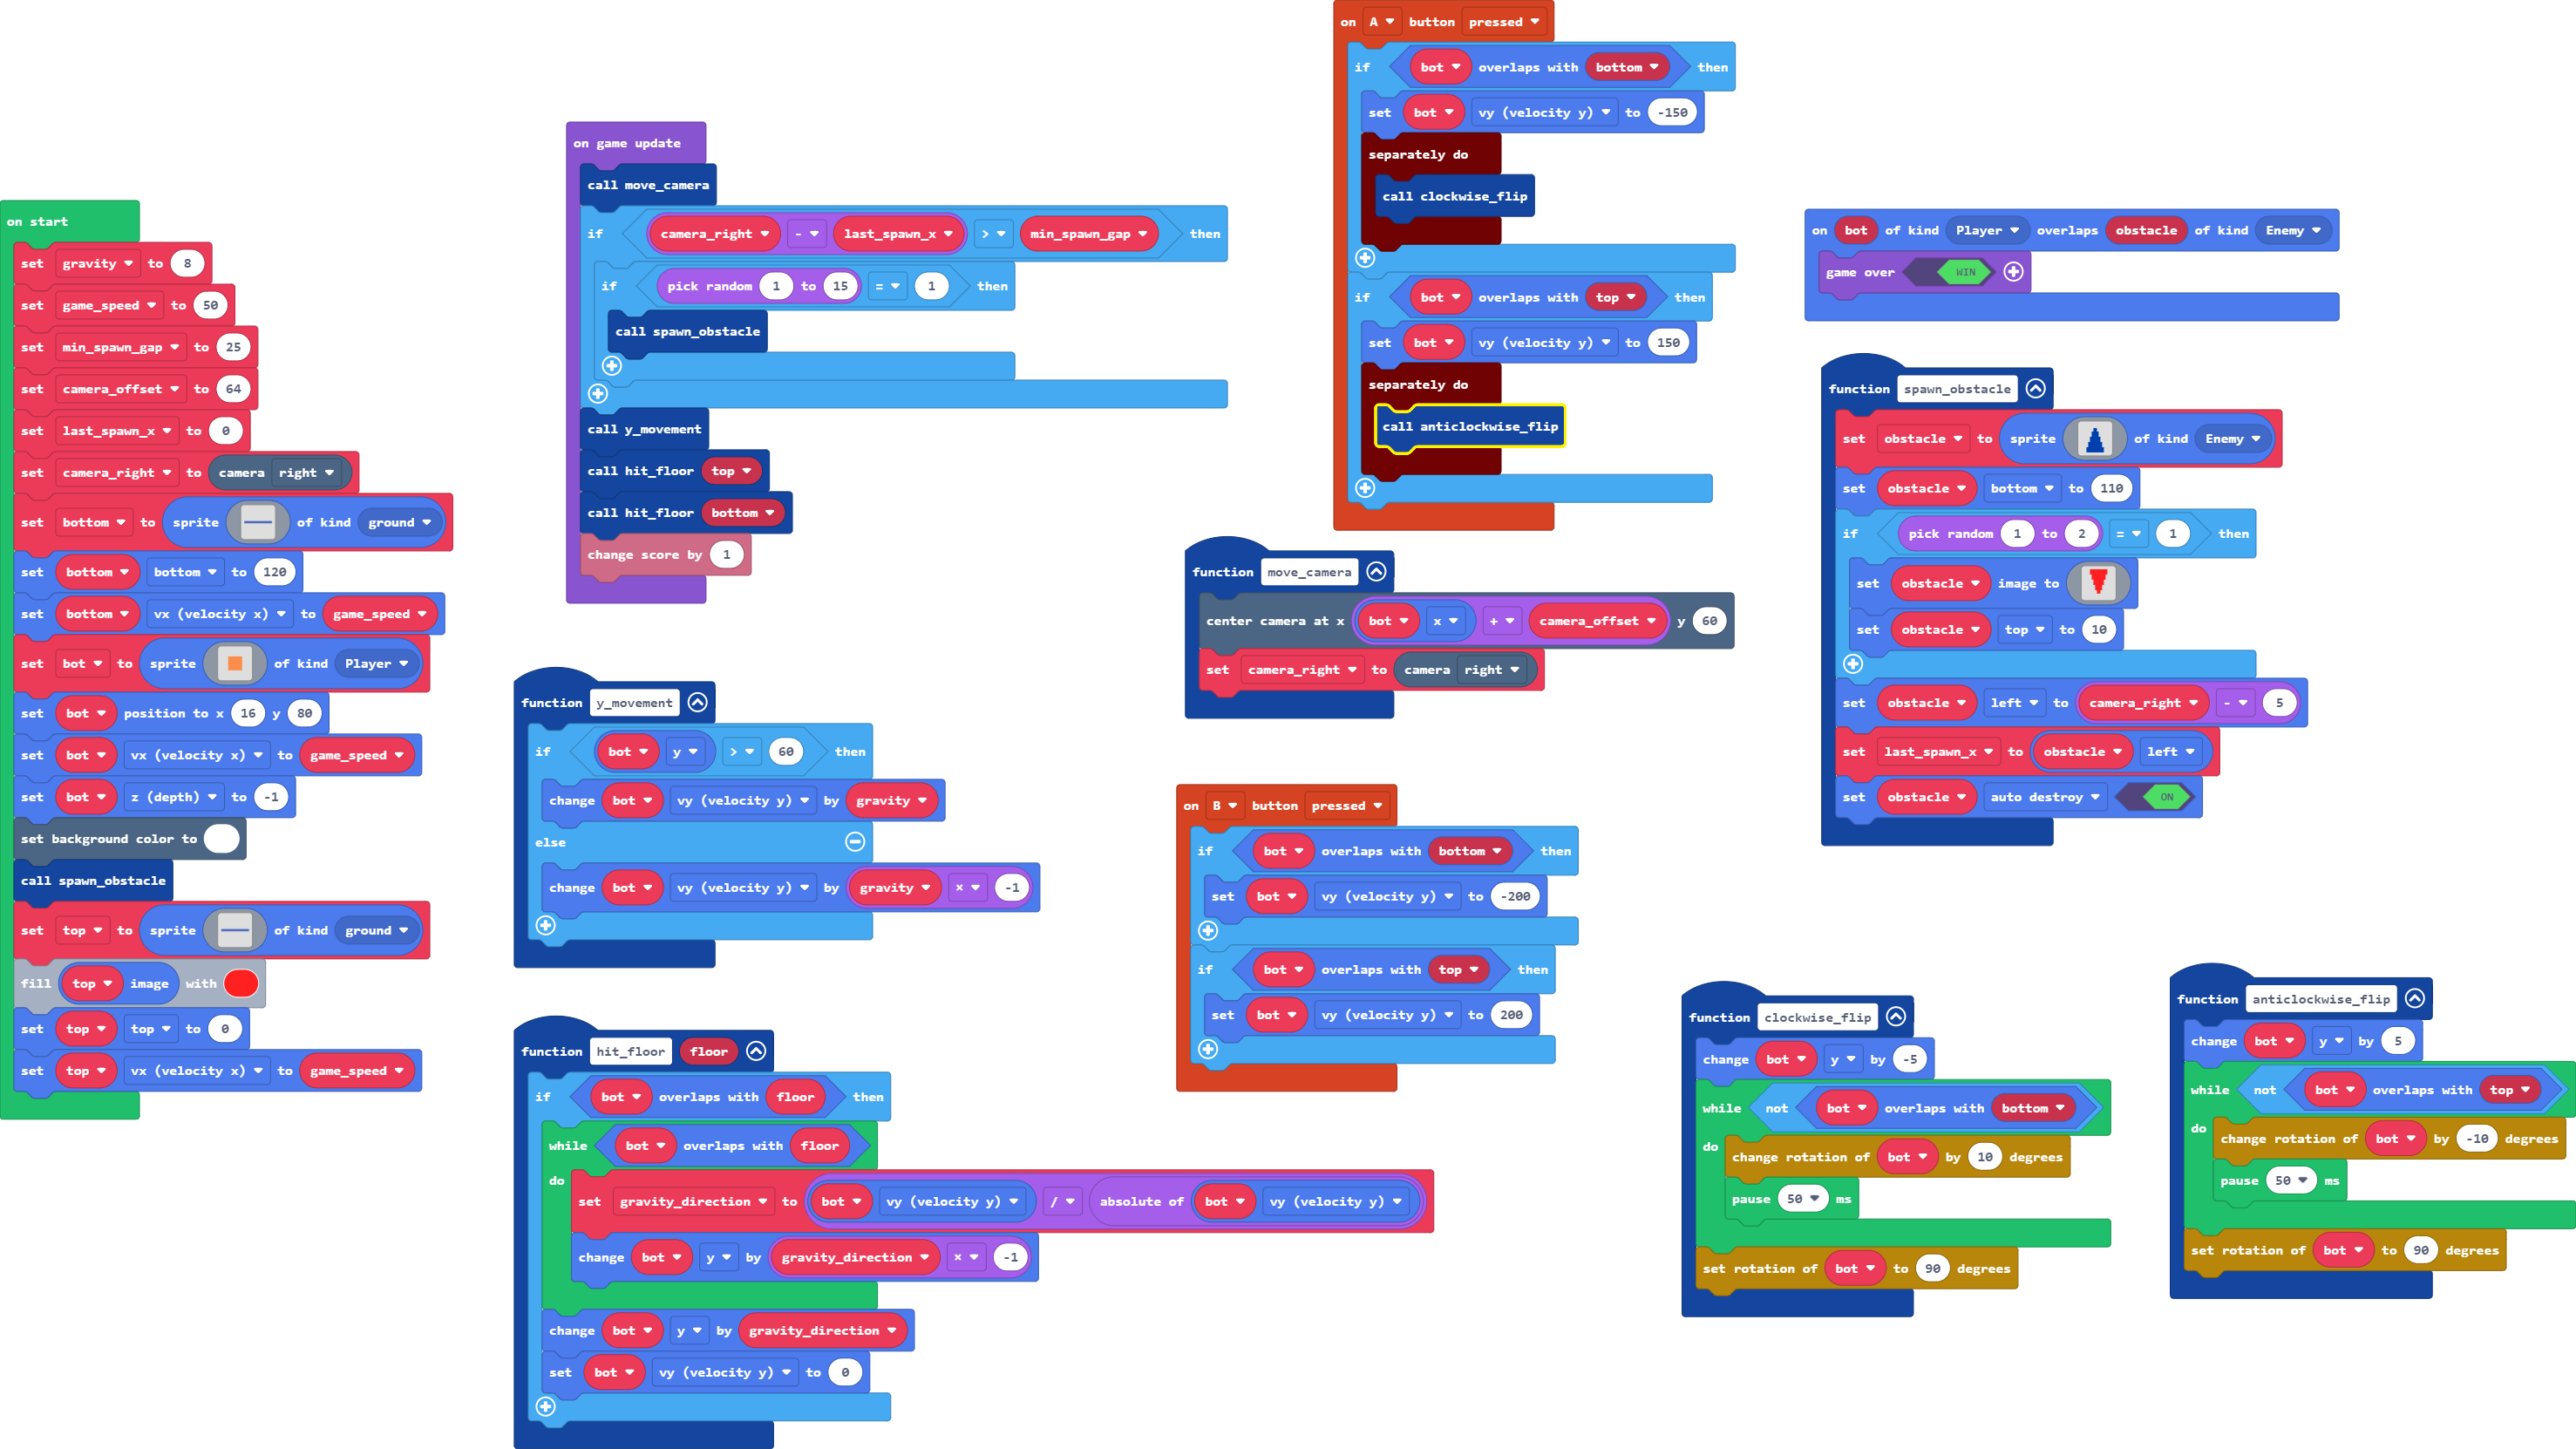 on start
set gravity to 8
set game_speed to 50
set min_spawn_gap to 25
set camera_offset to 64
set last_spawn_x to 0
set camera_right to camera right
set bottom to sprite of kind ground
set bottom bottom to 120
set bottom vx (velocity x) to game_speed
set bot to sprite of kind Player
set bot position to x 16 y 80
set bot vx (velocity x) to game_speed
set bot z (depth) to -1
set background color to
call spawn_obstacle
set top to sprite of kind ground
fill top image with
set top top to 0
set top vx (velocity x) to game_speed
on game update
call move_camera
if camera_right - last_spawn_x > min_spawn_gap then
if pick random 1 to 15 = 1 then
call spawn_obstacle
call y_movement
call hit_floor top
call hit_floor bottom
change score by 1
function y_movement
if bot y > 60 then
change bot vy (velocity y) by gravity
else
change bot vy (velocity y) by gravity × -1
function hit_floor floor
if bot overlaps with floor then
while bot overlaps with floor
do
set gravity_direction to bot vy (velocity y) / absolute of bot vy (velocity y)
change bot y by gravity_direction × -1
change bot y by gravity_direction
set bot vy (velocity y) to 0
on A button pressed
if bot overlaps with bottom then
set bot vy (velocity y) to -150
separately do
call clockwise_flip
if bot overlaps with top then
set bot vy (velocity y) to 150
separately do
call anticlockwise_flip
function move_camera
center camera at x bot x + camera_offset y 60
set camera_right to camera right
on B button pressed
if bot overlaps with bottom then
set bot vy (velocity y) to -200
if bot overlaps with top then
set bot vy (velocity y) to 200
on bot of kind Player overlaps obstacle of kind Enemy
game over WIN
function spawn_obstacle
set obstacle to sprite of kind Enemy
set obstacle bottom to 110
if pick random 1 to 2 = 1 then
set obstacle image to
set obstacle top to 10
set obstacle left to camera_right - 5
set last_spawn_x to obstacle left
set obstacle auto destroy ON
function clockwise_flip
change bot y by -5
while not bot overlaps with bottom
do
change rotation of bot by 10 degrees
pause 50 ms
set rotation of bot to 90 degrees
function anticlockwise_flip
change bot y by 5
while not bot overlaps with top
do
change rotation of bot by -10 degrees
pause 50 ms
set rotation of bot to 90 degrees